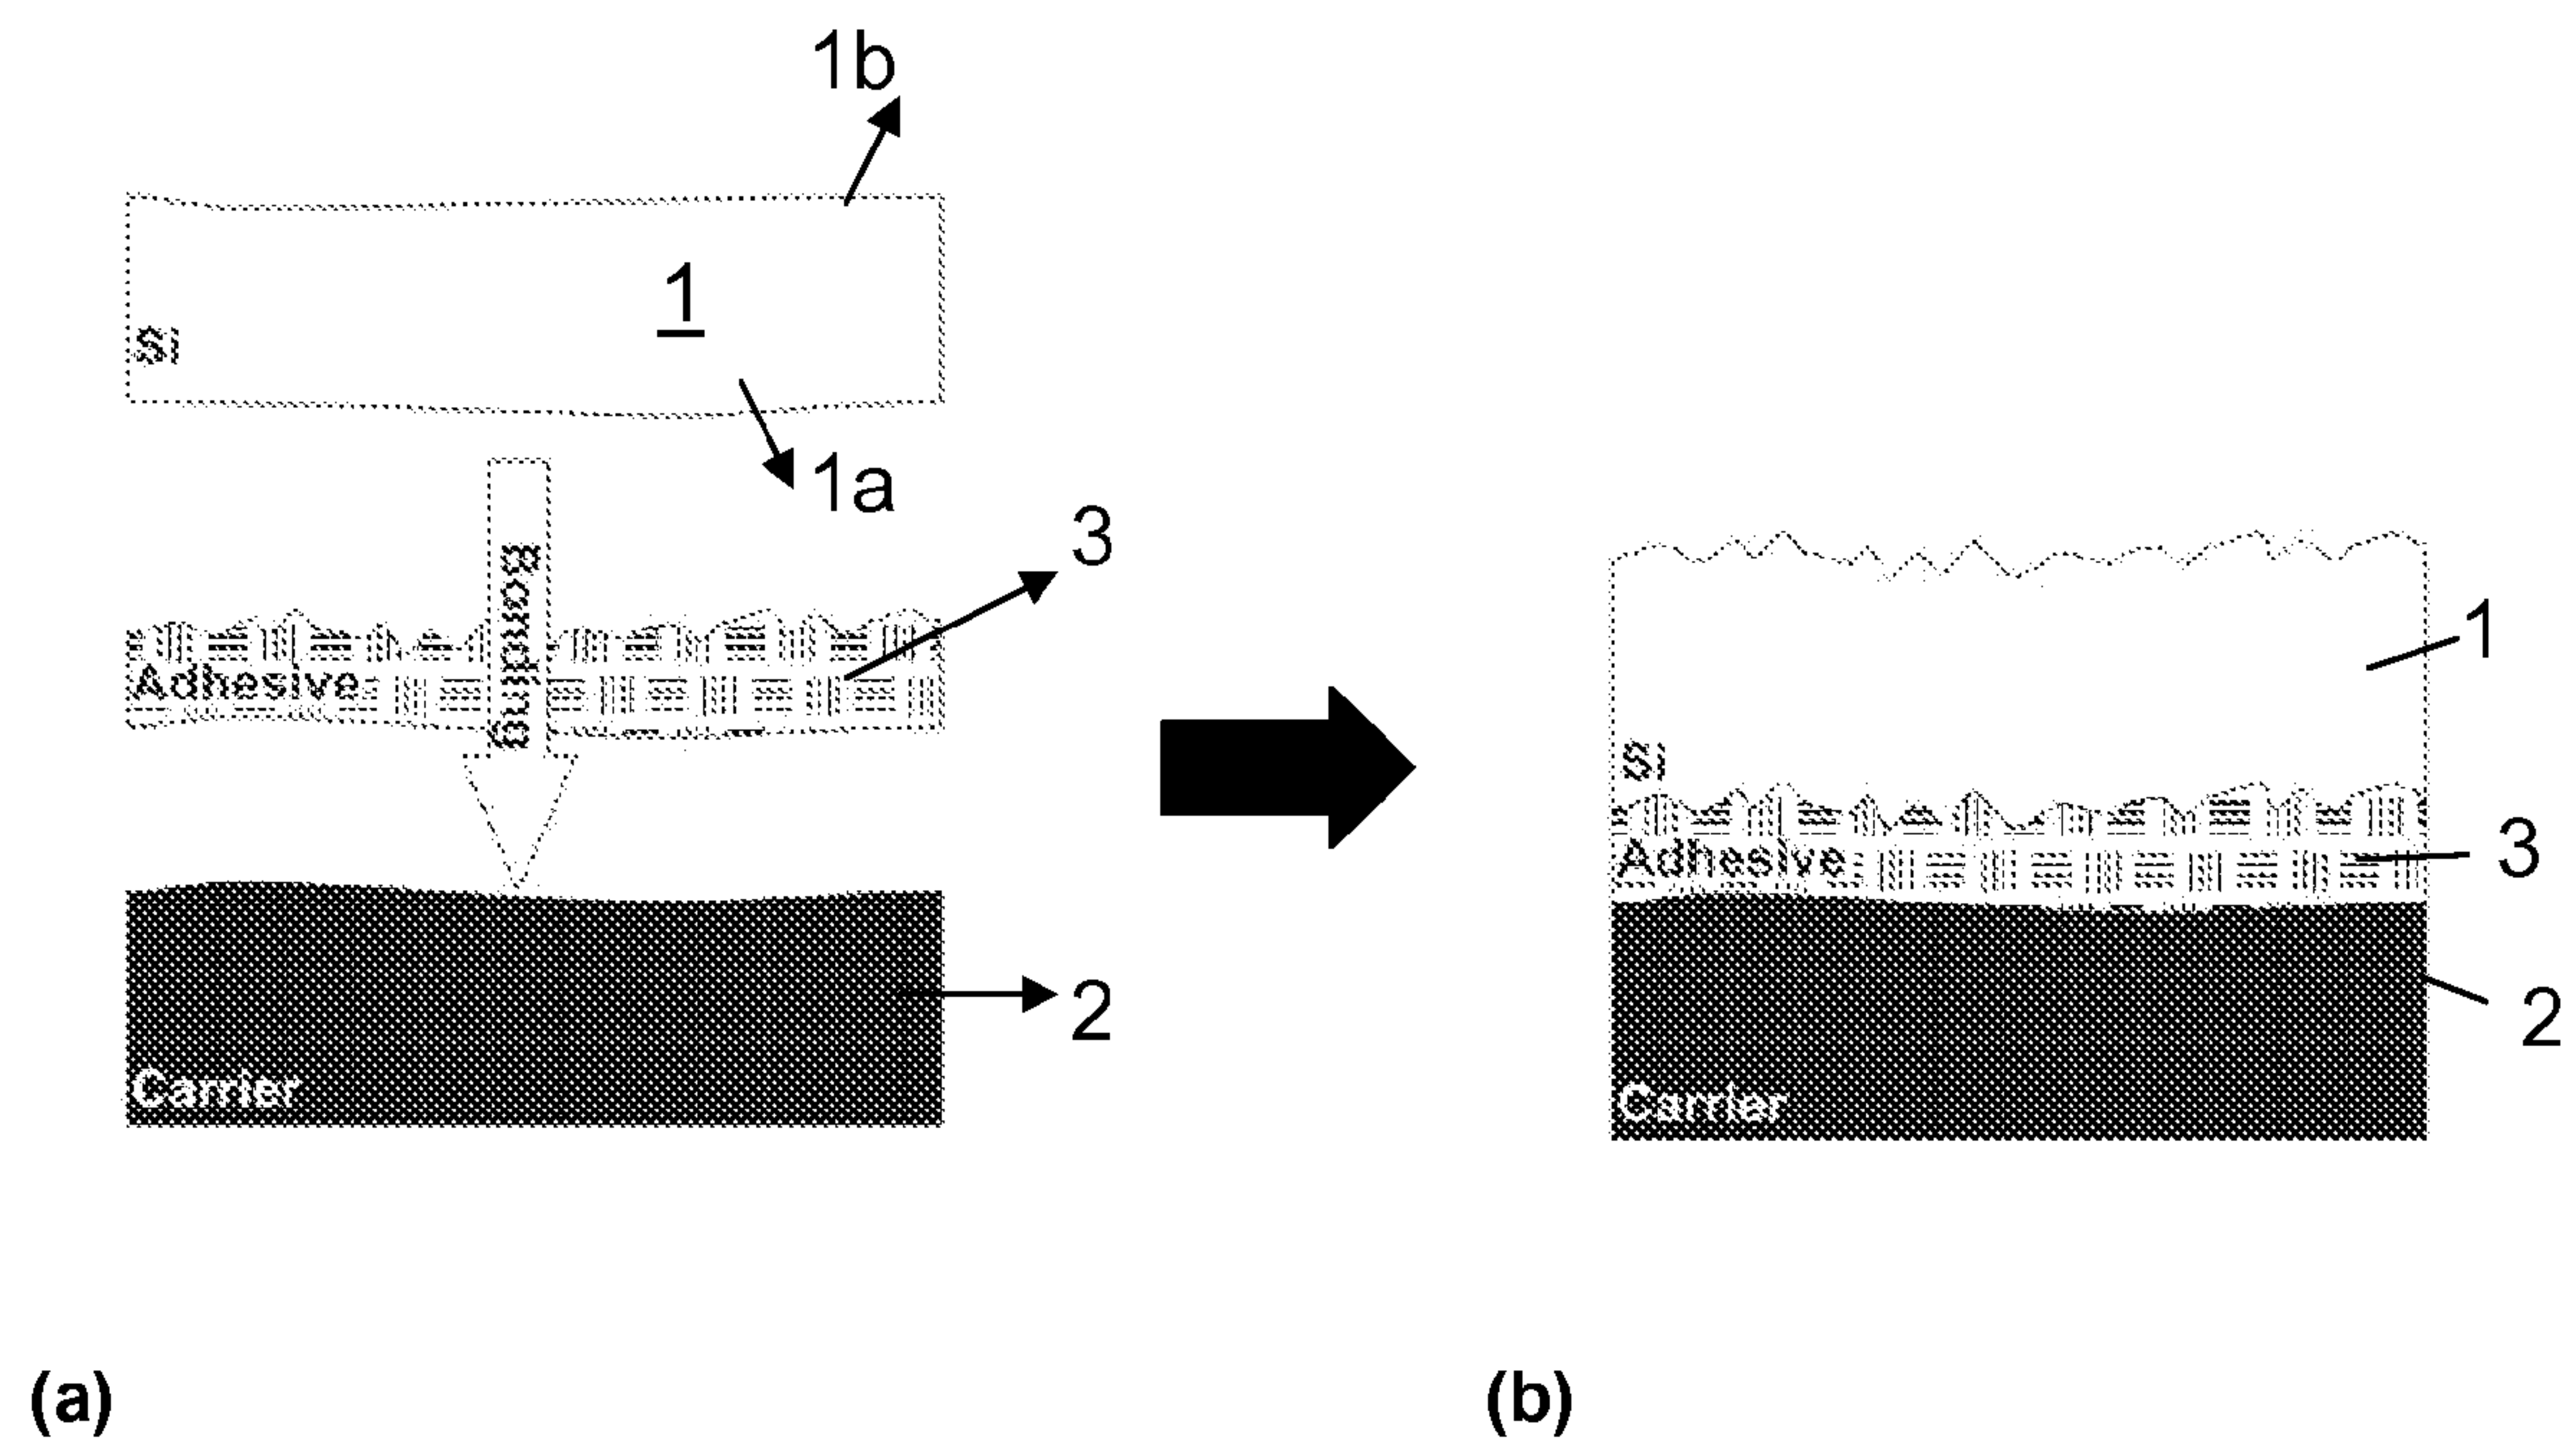 1b
1
Si
1a
3
Bonding
Adhesive
2
Carrier
1
Si
Adhesive
3
2
Carrier
(a)
(b)